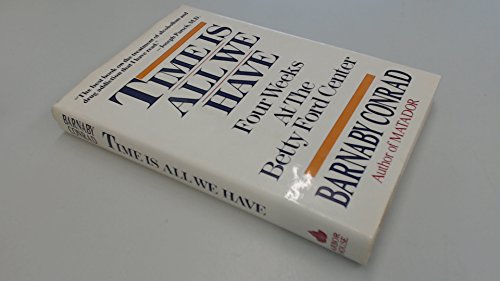 "The best book on the treatment of alcoholism and
drug addiction that I have read."
—Joseph Pursch, M.D.
TIME IS
ALL WE
HAVE
Four Weeks
At The
Betty Ford Center
BARNABY CONRAD
Author of MATADOR
BARNABY
CONRAD
TIME IS ALL WE HAVE
ARBOR
HOUSE